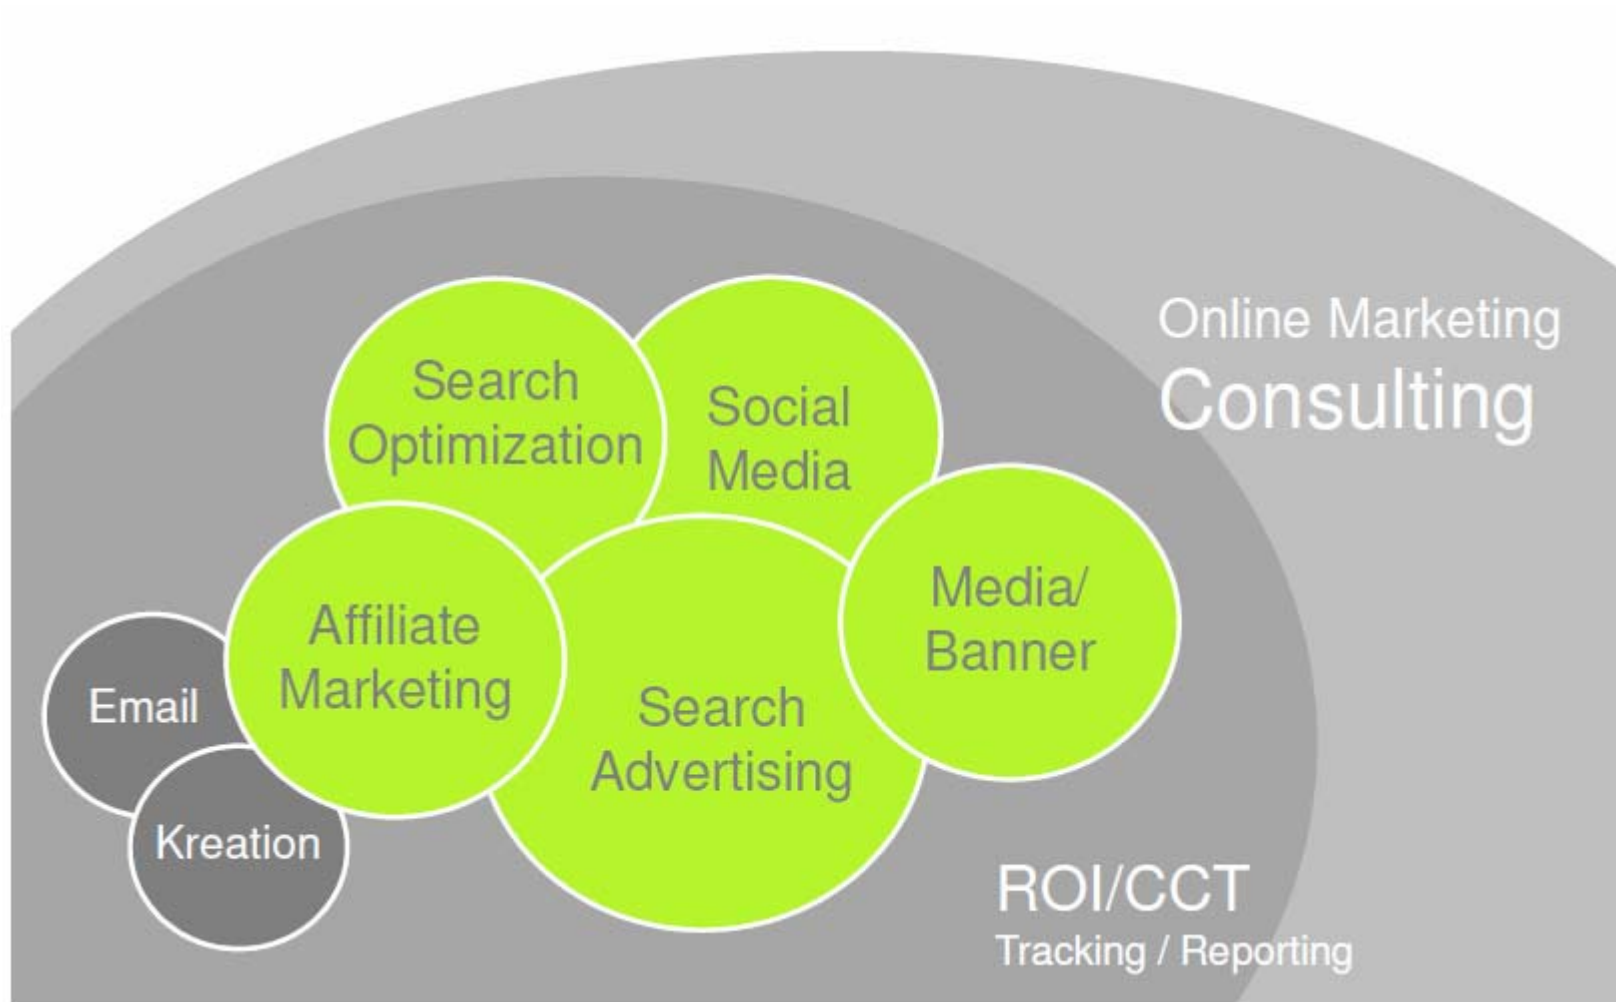 Online Marketing
Consulting
Search
Optimization
Social
Media
Media/
Banner
Affiliate
Marketing
Search
Advertising
Email
Kreation
ROI/CCT
Tracking / Reporting